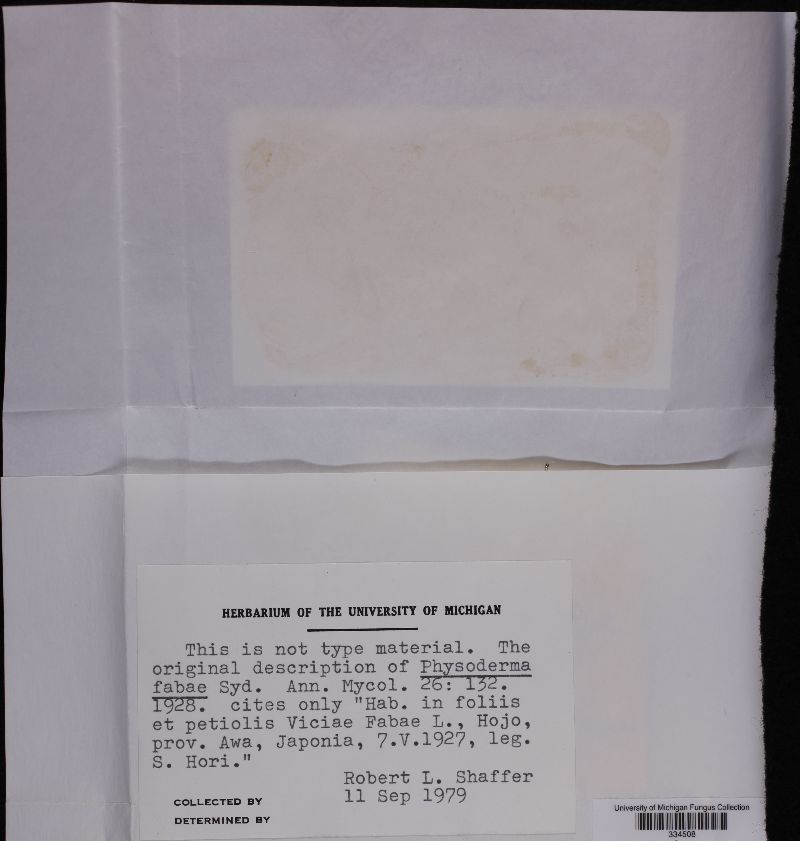 HERBARIUM OF THE UNIVERSITY OF MICHIGAN
This is not type material. The
original description of Physoderma
fabae Syd. Ann. Mycol. 26: 132.
1928. cites only "Hab. in foliis
et petiolis Viciae Fabae L., Hojo,
prov. Awa, Japonia, 7.V.1927, leg.
S. Hori."
Robert L. Shaffer
11 Sep 1979
COLLECTED BY
DETERMINED BY
University of Michigan Fungus Collection
334508